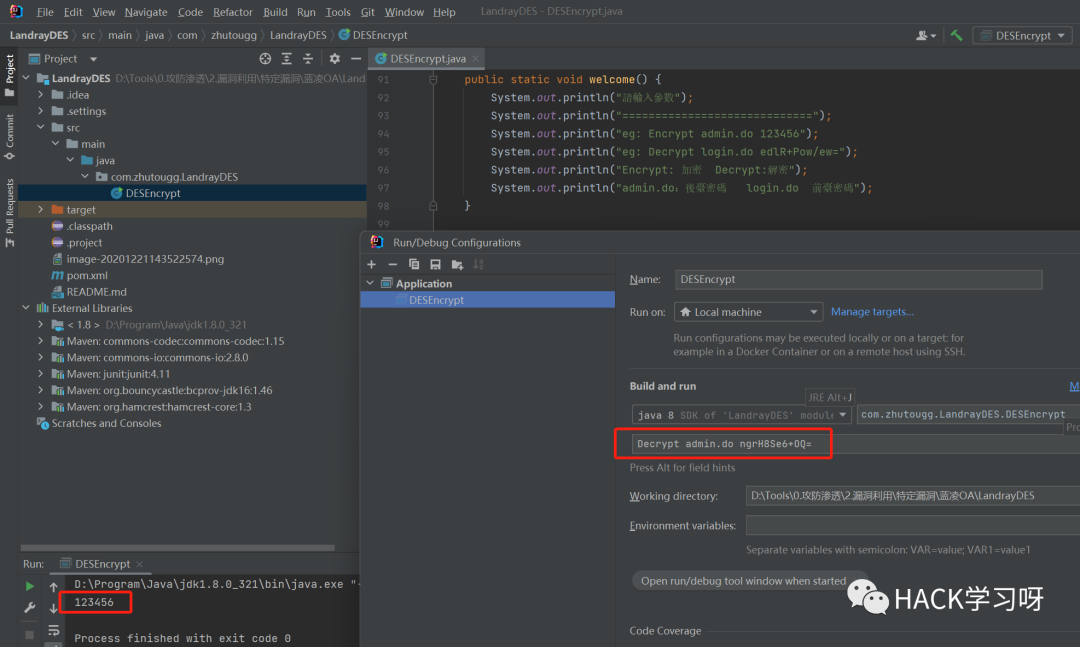 File Edit View Navigate Code Refactor Build Run Tools Git Window Help LandrayDES - DESEncrypt.java
LandrayDES src main java com zhutougg LandrayDES DESEncrypt DESEncrypt
Project
Commit
Pull Requests
Project
LandrayDES D:\Tools\0.攻防渗透\2.漏洞利用\特定漏洞\蓝凌OA\Land
.idea
.settings
src
main
java
com.zhutougg.LandrayDES
DESEncrypt
target
.classpath
.project
image-20201221143522574.png
pom.xml
README.md
External Libraries
< 1.8 > D:\Program\Java\jdk1.8.0_321
Maven: commons-codec:commons-codec:1.15
Maven: commons-io:commons-io:2.8.0
Maven: junit:junit:4.11
Maven: org.bouncycastle:bcprov-jdk16:1.46
Maven: org.hamcrest:hamcrest-core:1.3
Scratches and Consoles
DESEncrypt.java
91 public static void welcome() {
92 System.out.println("請輸入參數");
93 System.out.println("=============================");
94 System.out.println("eg: Encrypt admin.do 123456");
95 System.out.println("eg: Decrypt login.do edlR+Pow/ew=");
96 System.out.println("Encrypt: 加密 Decrypt:解密");
97 System.out.println("admin.do：後臺密碼 login.do 前臺密碼");
98 }
99
Run/Debug Configurations
Application
DESEncrypt
Name: DESEncrypt
Run on: Local machine Manage targets...
Run configurations may be executed locally or on a target: for
example in a Docker Container or on a remote host using SSH.
Build and run
JRE Alt+J
java 8 SDK of 'LandrayDES' module com.zhutougg.LandrayDES.DESEncrypt
Decrypt admin.do ngrH8Se6+0Q=
Press Alt for field hints
Working directory: D:\Tools\0.攻防渗透\2.漏洞利用\特定漏洞\蓝凌OA\LandrayDES
Environment variables:
Separate variables with semicolon: VAR=value; VAR1=value1
Open run/debug tool window when started
Code Coverage
Run: DESEncrypt
D:\Program\Java\jdk1.8.0_321\bin\java.exe "-
123456
Process finished with exit code 0
HACK学习呀